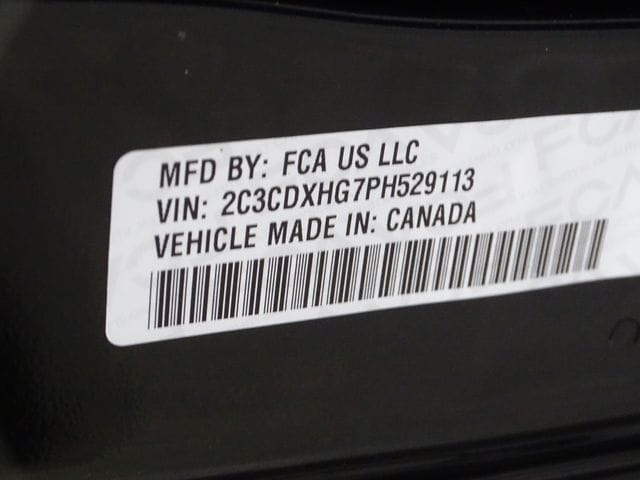 MFD BY: FCA US LLC
VIN: 2C3CDXHG7PH529113
VEHICLE MADE IN: CANADA